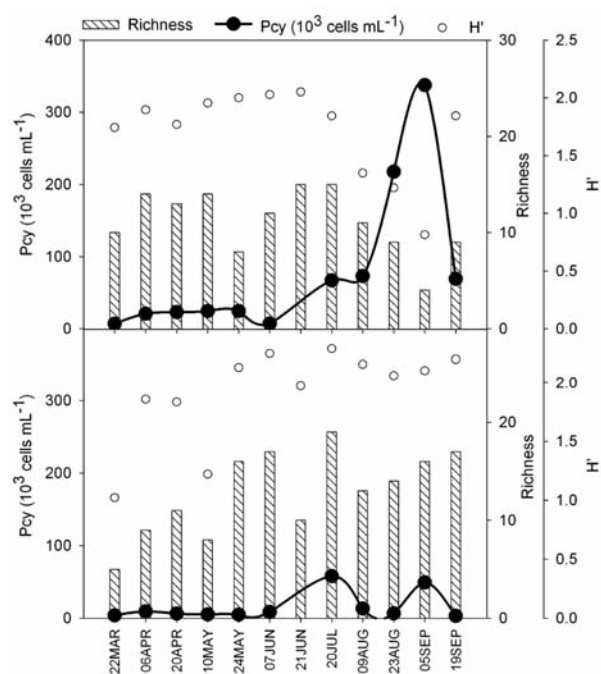 Richness Pcy (10³ cells mL⁻¹) H'
400 30 2.5
300 2.0
20 1.5
200
1.0
10
100 0.5
0 0 0.0
Pcy (10³ cells mL⁻¹)
Richness
H'
300 2.0
20
1.5
200
1.0
10
100
0.5
0 0 0.0
Pcy (10³ cells mL⁻¹)
Richness
H'
22MAR
06APR
20APR
10MAY
24MAY
07JUN
21JUN
20JUL
09AUG
23AUG
05SEP
19SEP